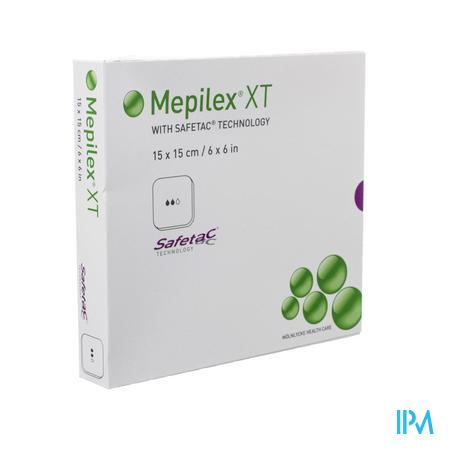 Mepilex® XT
WITH SAFETAC® TECHNOLOGY
15 x 15 cm / 6 x 6 in
Safetac
TECHNOLOGY
MÖLNLYCKE HEALTH CARE
Mepilex® XT
15 x 15 cm / 6 x 6 in
Safetac
TECHNOLOGY
IPM